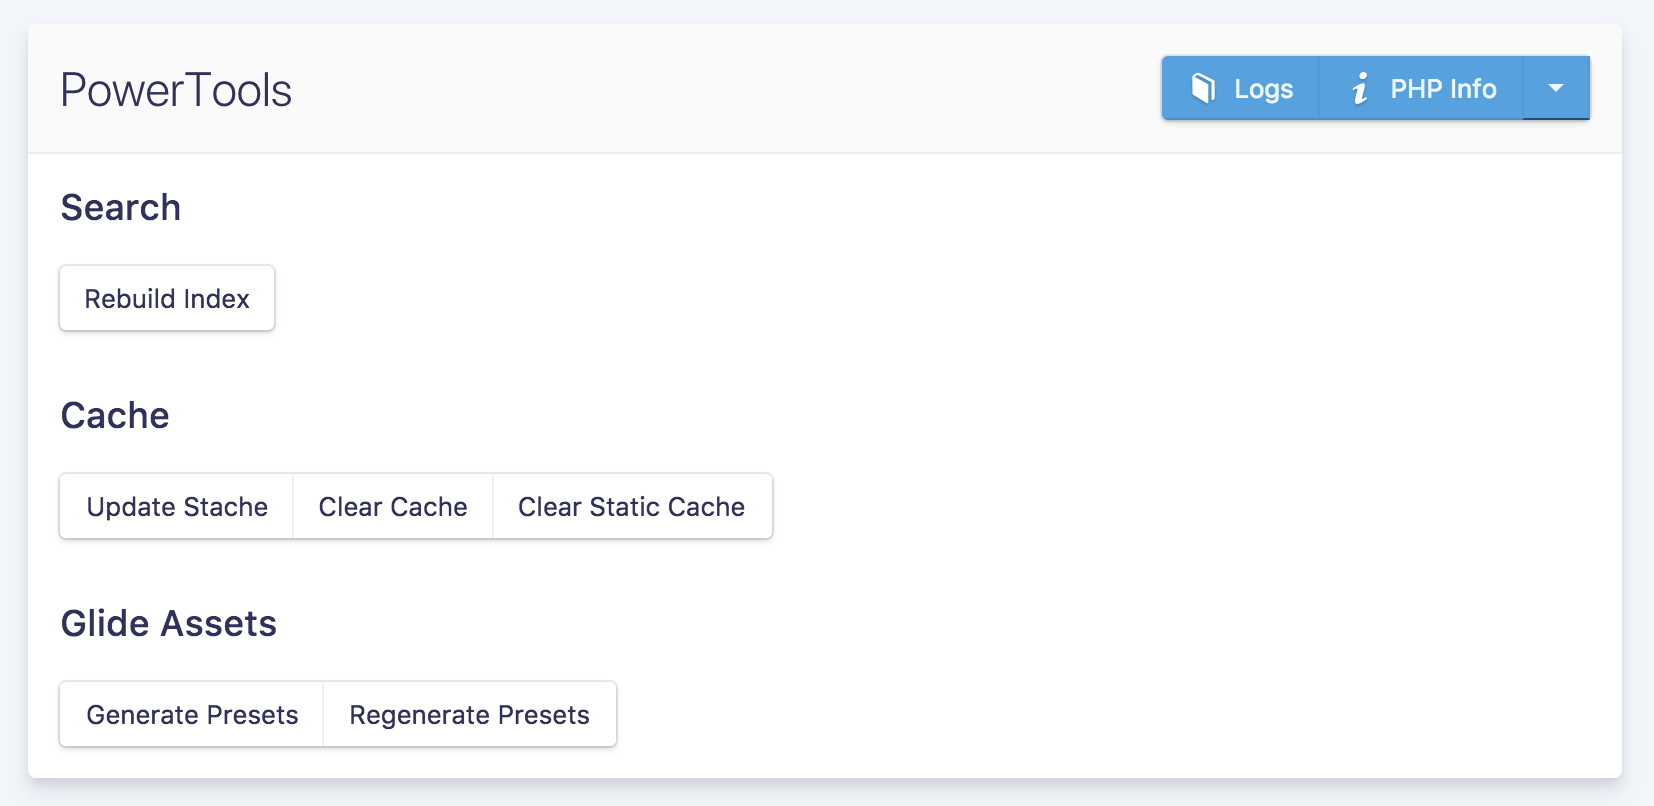 PowerTools
Logs
PHP Info
Search
Rebuild Index
Cache
Update Stache
Clear Cache
Clear Static Cache
Glide Assets
Generate Presets
Regenerate Presets